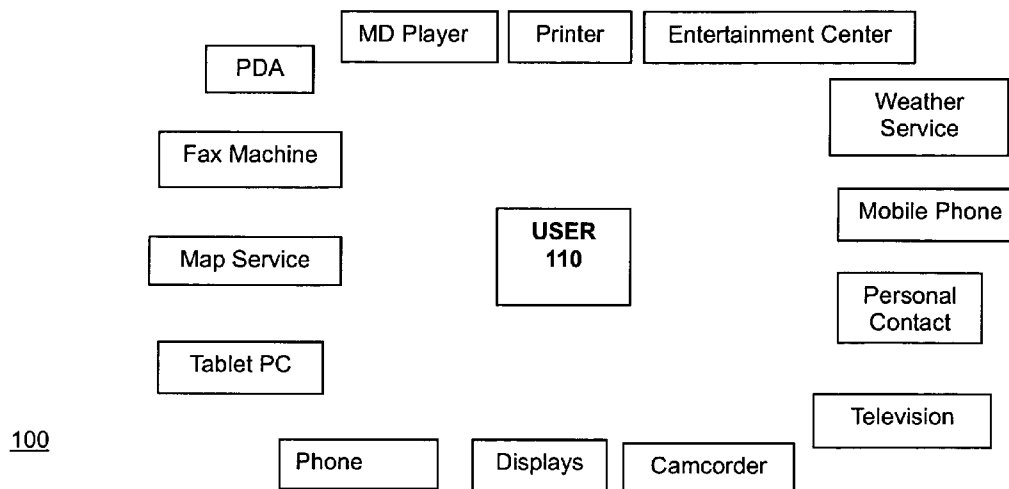 MD Player
Printer
Entertainment Center
PDA
Weather
Service
Fax Machine
Mobile Phone
USER
110
Map Service
Personal
Contact
Tablet PC
Television
100
Phone
Displays
Camcorder